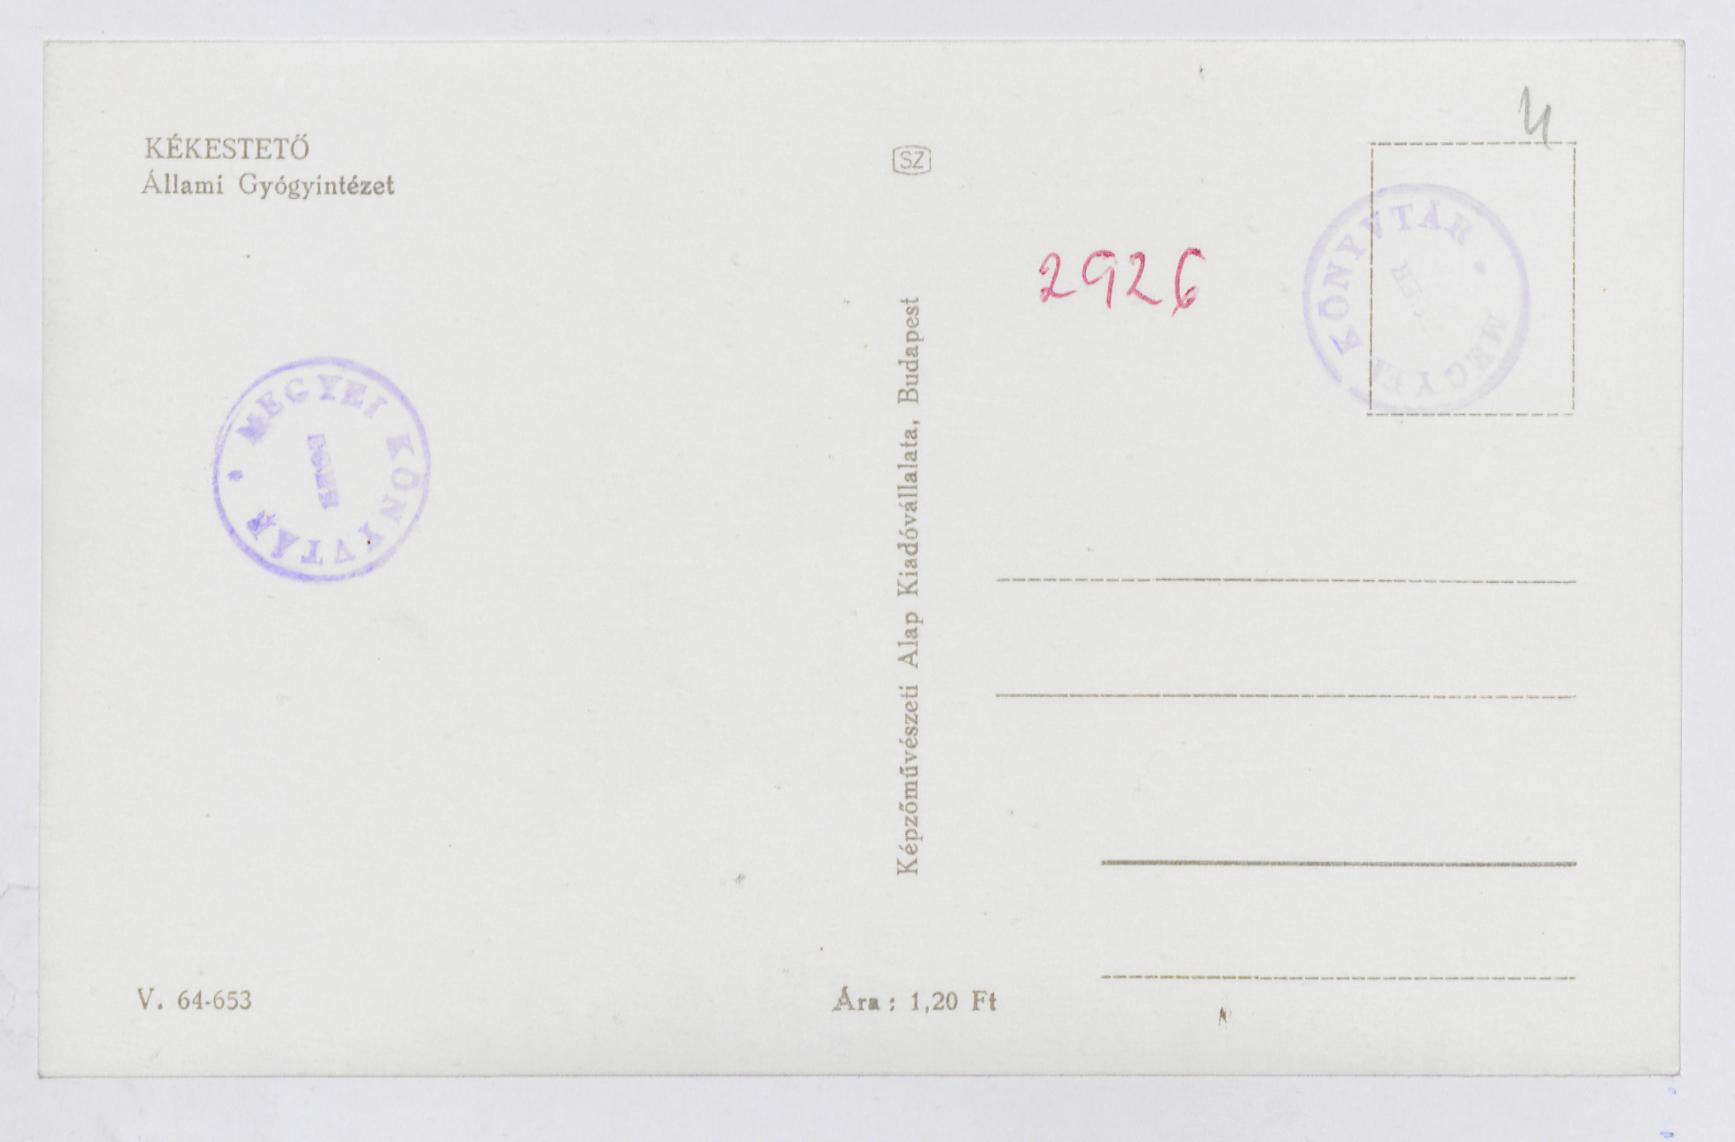 KÉKESTETŐ
Állami Gyógyintézet
SZ
2926
KÖNYVTÁR
MEGYEI
MEGYEI KÖNYVTÁR
Képzőművészeti Alap Kiadóvállalata, Budapest
V. 64-653
Ára: 1,20 Ft